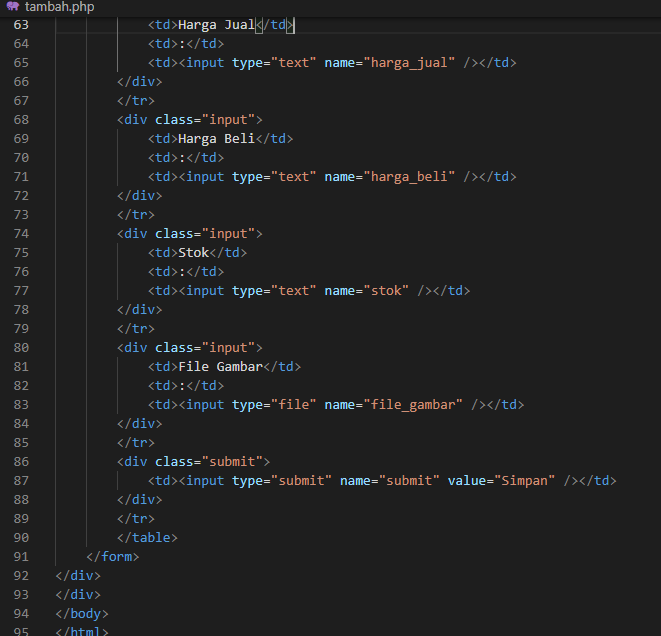 tambah.php
63 <td>Harga Jual</td>
64 <td>:</td>
65 <td><input type="text" name="harga_jual" /></td>
66 </div>
67 </tr>
68 <div class="input">
69 <td>Harga Beli</td>
70 <td>:</td>
71 <td><input type="text" name="harga_beli" /></td>
72 </div>
73 </tr>
74 <div class="input">
75 <td>Stok</td>
76 <td>:</td>
77 <td><input type="text" name="stok" /></td>
78 </div>
79 </tr>
80 <div class="input">
81 <td>File Gambar</td>
82 <td>:</td>
83 <td><input type="file" name="file_gambar" /></td>
84 </div>
85 </tr>
86 <div class="submit">
87 <td><input type="submit" name="submit" value="Simpan" /></td>
88 </div>
89 </tr>
90 </table>
91 </form>
92 </div>
93 </div>
94 </body>
95 </html>